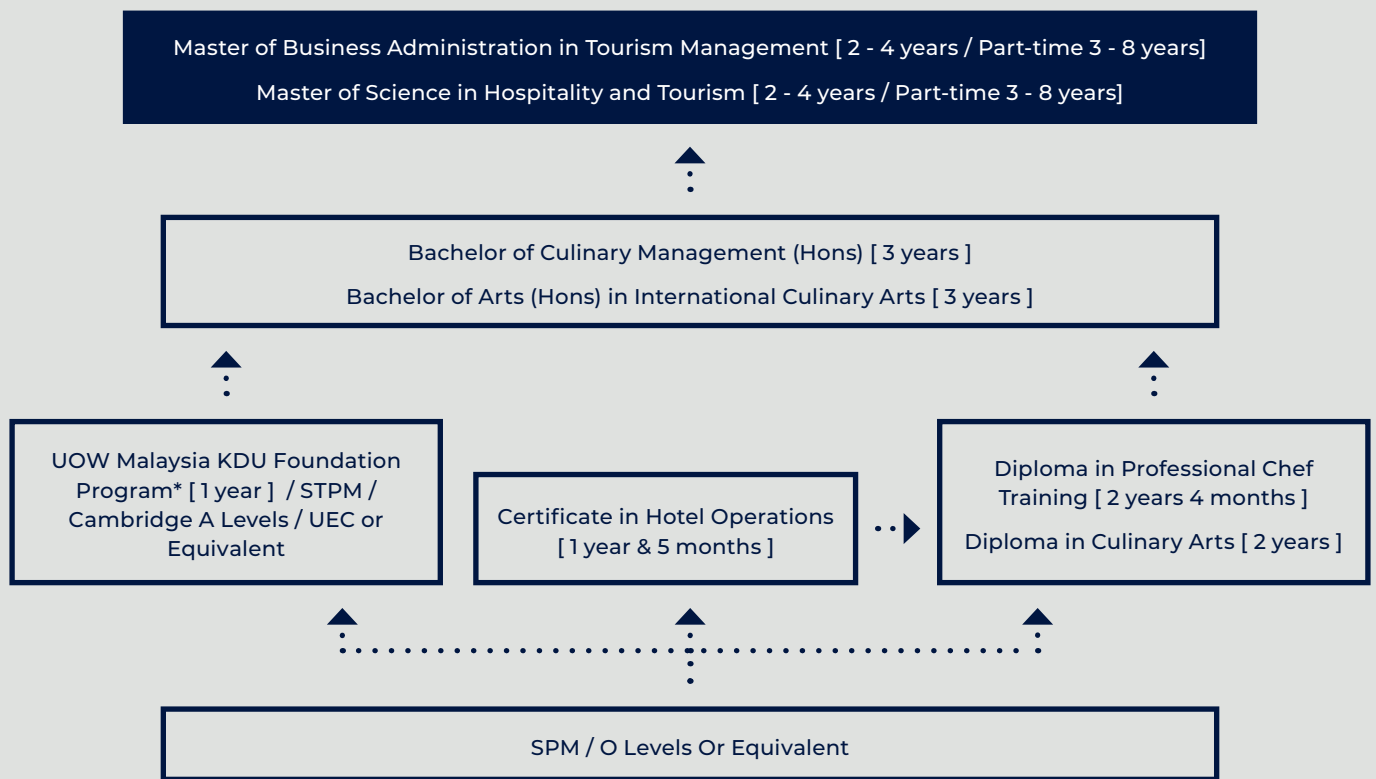 Master of Business Administration in Tourism Management [ 2 - 4 years / Part-time 3 - 8 years]
Master of Science in Hospitality and Tourism [ 2 - 4 years / Part-time 3 - 8 years]
Bachelor of Culinary Management (Hons) [ 3 years ]
Bachelor of Arts (Hons) in International Culinary Arts [ 3 years ]
UOW Malaysia KDU Foundation
Program* [ 1 year ] / STPM /
Cambridge A Levels / UEC or
Equivalent
Certificate in Hotel Operations
[ 1 year & 5 months ]
Diploma in Professional Chef
Training [ 2 years 4 months ]
Diploma in Culinary Arts [ 2 years ]
SPM / O Levels Or Equivalent